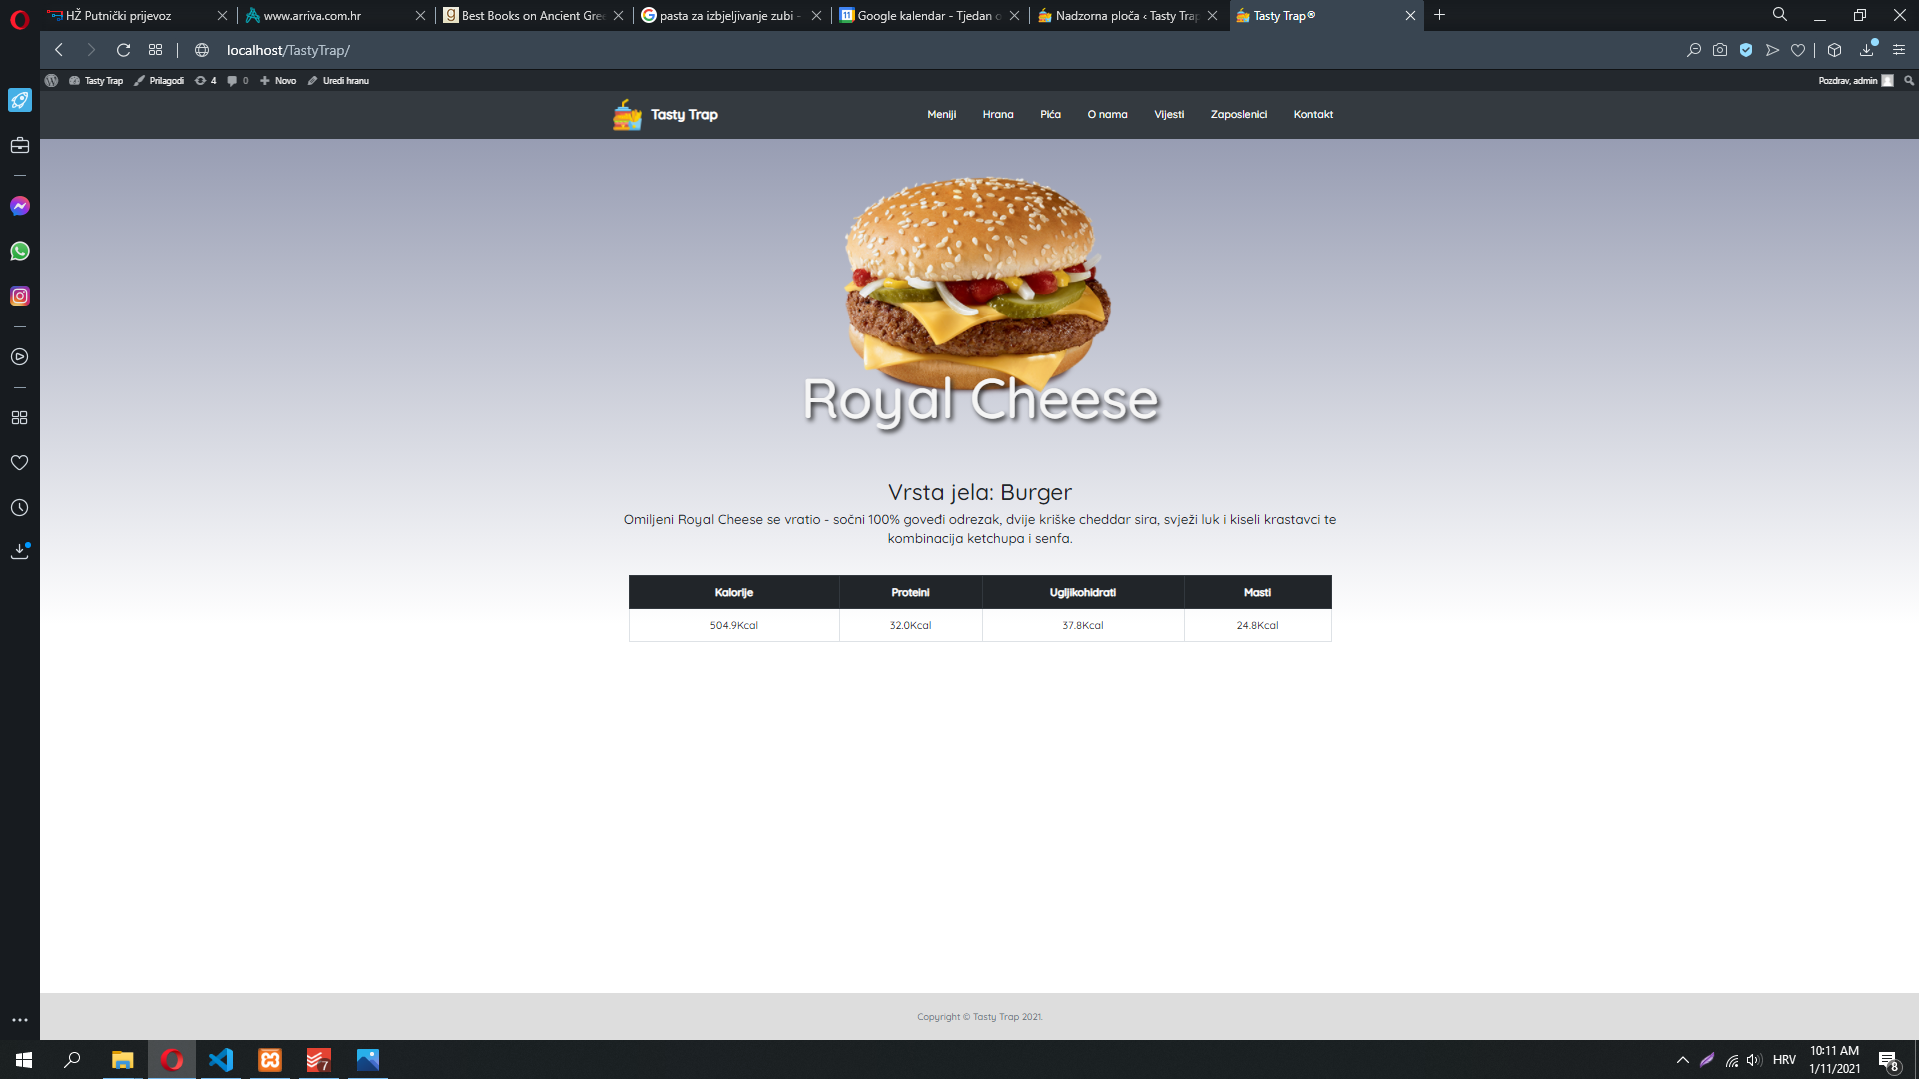 HŽ Putnički prijevoz
www.arriva.com.hr
Best Books on Ancient Gre
pasta za izbjeljivanje zubi -
Google kalendar - Tjedan o
Nadzorna ploča ‹ Tasty Trap
Tasty Trap®
localhost/TastyTrap/
Tasty Trap
Prilagodi
4
0
Novo
Uredi hranu
Pozdrav, admin
Tasty Trap
Meniji
Hrana
Pića
O nama
Vijesti
Zaposlenici
Kontakt
Royal Cheese
Vrsta jela: Burger
Omiljeni Royal Cheese se vratio - sočni 100% goveđi odrezak, dvije kriške cheddar sira, svježi luk i kiseli krastavci te
kombinacija ketchupa i senfa.
Kalorije Proteini Ugljikohidrati Masti
504.9Kcal 32.0Kcal 37.8Kcal 24.8Kcal
Copyright © Tasty Trap 2021.
7
HRV
10:11 AM
1/11/2021
8